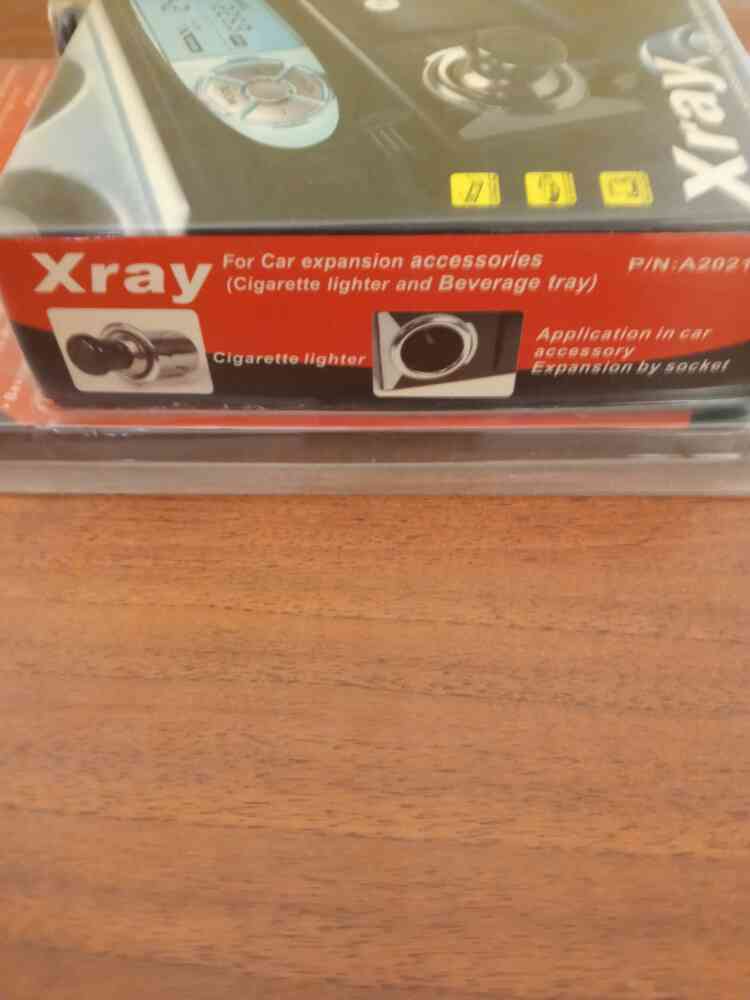 Xray
Xray
For Car expansion accessories
(Cigarette lighter and Beverage tray)
P/N:A2021
Cigarette lighter
Application in car
accessory
Expansion by socket